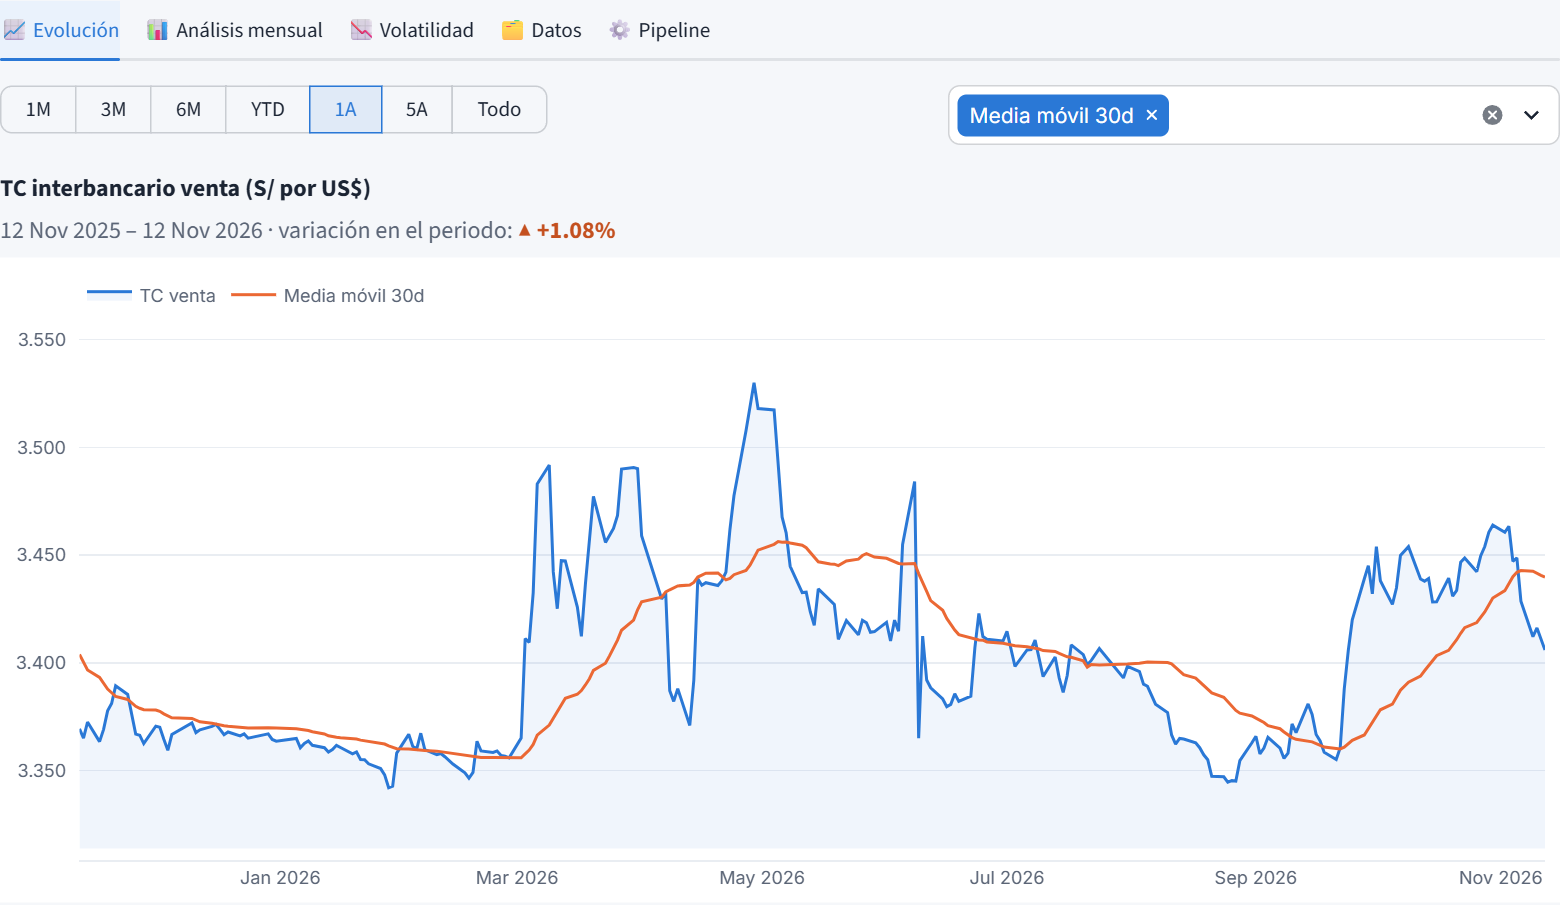 Evolución Análisis mensual Volatilidad Datos Pipeline
1M 3M 6M YTD 1A 5A Todo Media móvil 30d ×
TC interbancario venta (S/ por US$)
12 Nov 2025 – 12 Nov 2026 · variación en el periodo: ▲ +1.08%
TC venta Media móvil 30d
3.550
3.500
3.450
3.400
3.350
Jan 2026 Mar 2026 May 2026 Jul 2026 Sep 2026 Nov 2026